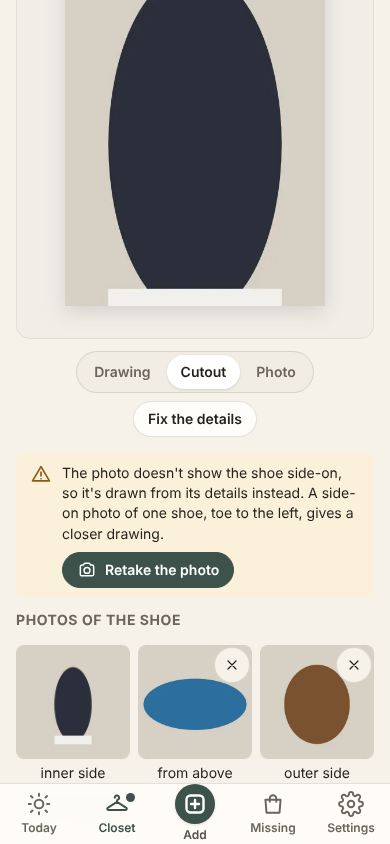 Drawing
Cutout
Photo
Fix the details
The photo doesn't show the shoe side-on,
so it's drawn from its details instead. A side-
on photo of one shoe, toe to the left, gives a
closer drawing.
Retake the photo
PHOTOS OF THE SHOE
inner side
from above
outer side
Today
Closet
Add
Missing
Settings